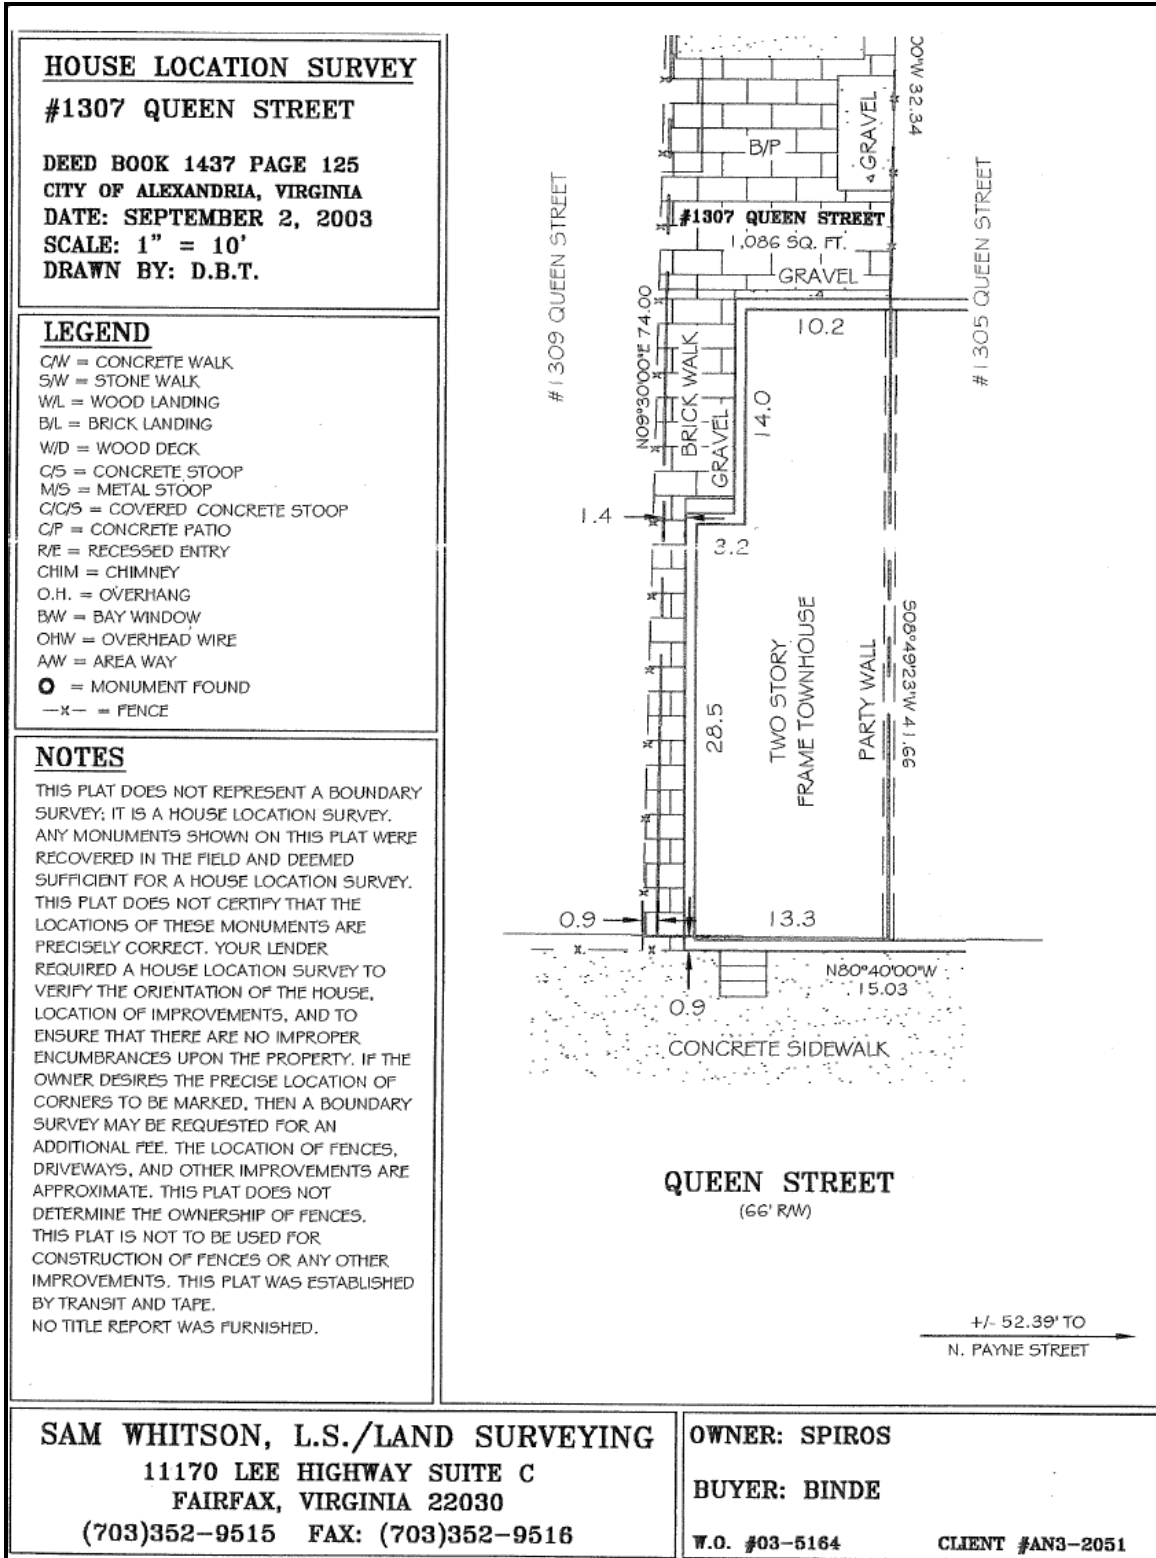 HOUSE LOCATION SURVEY
#1307 QUEEN STREET
DEED BOOK 1437 PAGE 125
CITY OF ALEXANDRIA, VIRGINIA
DATE: SEPTEMBER 2, 2003
SCALE: 1" = 10'
DRAWN BY: D.B.T.
LEGEND
C/W = CONCRETE WALK
S/W = STONE WALK
W/L = WOOD LANDING
B/L = BRICK LANDING
W/D = WOOD DECK
C/S = CONCRETE STOOP
M/S = METAL STOOP
C/C/S = COVERED CONCRETE STOOP
C/P = CONCRETE PATIO
R/E = RECESSED ENTRY
CHIM = CHIMNEY
O.H. = OVERHANG
B/W = BAY WINDOW
OHW = OVERHEAD WIRE
A/W = AREA WAY
O = MONUMENT FOUND
—x— = FENCE
NOTES
THIS PLAT DOES NOT REPRESENT A BOUNDARY
SURVEY; IT IS A HOUSE LOCATION SURVEY.
ANY MONUMENTS SHOWN ON THIS PLAT WERE
RECOVERED IN THE FIELD AND DEEMED
SUFFICIENT FOR A HOUSE LOCATION SURVEY.
THIS PLAT DOES NOT CERTIFY THAT THE
LOCATIONS OF THESE MONUMENTS ARE
PRECISELY CORRECT. YOUR LENDER
REQUIRED A HOUSE LOCATION SURVEY TO
VERIFY THE ORIENTATION OF THE HOUSE,
LOCATION OF IMPROVEMENTS, AND TO
ENSURE THAT THERE ARE NO IMPROPER
ENCUMBRANCES UPON THE PROPERTY. IF THE
OWNER DESIRES THE PRECISE LOCATION OF
CORNERS TO BE MARKED, THEN A BOUNDARY
SURVEY MAY BE REQUESTED FOR AN
ADDITIONAL FEE. THE LOCATION OF FENCES,
DRIVEWAYS, AND OTHER IMPROVEMENTS ARE
APPROXIMATE. THIS PLAT DOES NOT
DETERMINE THE OWNERSHIP OF FENCES.
THIS PLAT IS NOT TO BE USED FOR
CONSTRUCTION OF FENCES OR ANY OTHER
IMPROVEMENTS. THIS PLAT WAS ESTABLISHED
BY TRANSIT AND TAPE.
NO TITLE REPORT WAS FURNISHED.
00"W 32.34
GRAVEL
B/P
#1307 QUEEN STREET
1,086 SQ. FT.
GRAVEL
#1309 QUEEN STREET
#1305 QUEEN STREET
N09°30'00"E 74.00
BRICK WALK
GRAVEL
10.2
14.0
1.4
3.2
28.5
TWO STORY
FRAME TOWNHOUSE
PARTY WALL
S08°49'23"W 41.66
0.9
13.3
N80°40'00"W
15.03
0.9
CONCRETE SIDEWALK
QUEEN STREET
(66' R/W)
+/- 52.39' TO
N. PAYNE STREET
SAM WHITSON, L.S./LAND SURVEYING
11170 LEE HIGHWAY SUITE C
FAIRFAX, VIRGINIA 22030
(703)352-9515 FAX: (703)352-9516
OWNER: SPIROS
BUYER: BINDE
W.O. #03-5164 CLIENT #AN3-2051